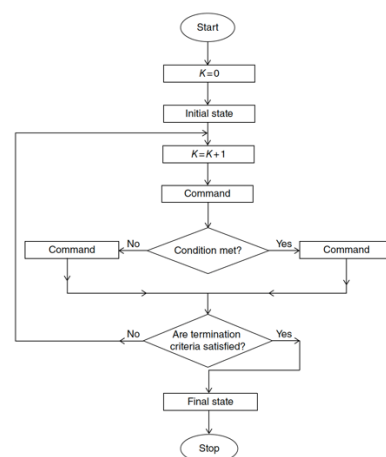 Start
K=0
Initial state
K=K+1
Command
No
Yes
Command
Condition met?
Command
No
Are termination
Yes
criteria satisfied?
Final state
Stop